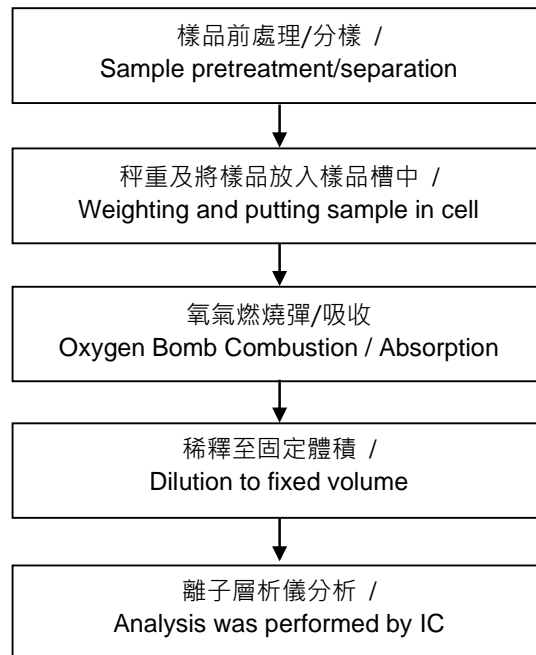 樣品前處理/分樣 /
Sample pretreatment/separation
秤重及將樣品放入樣品槽中 /
Weighting and putting sample in cell
氧氣燃燒彈/吸收
Oxygen Bomb Combustion / Absorption
稀釋至固定體積 /
Dilution to fixed volume
離子層析儀分析 /
Analysis was performed by IC